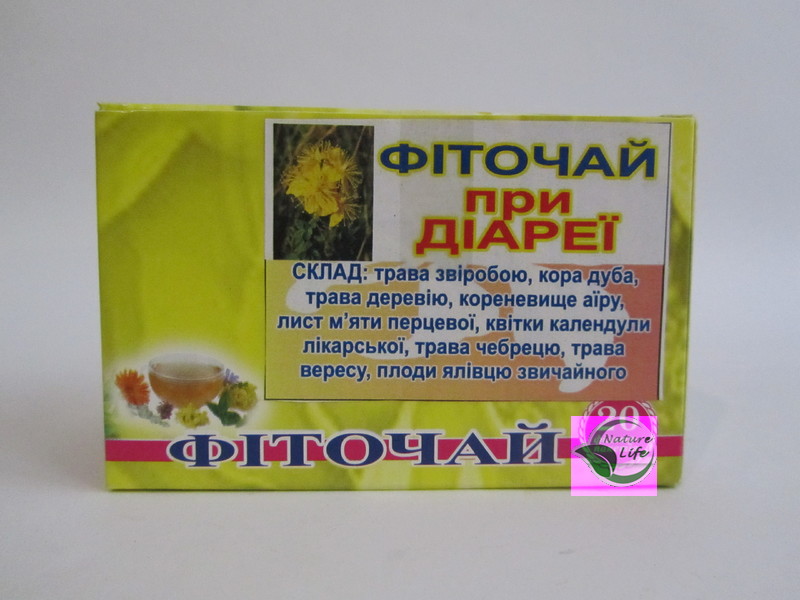 ФІТОЧАЙ
при
ДІАРЕЇ
СКЛАД: трава звіробою, кора дуба,
трава деревію, кореневище аїру,
лист м'яти перцевої, квітки календули
лікарської, трава чебрецю, трава
вересу, плоди ялівцю звичайного
ФІТОЧАЙ
20
Nature
Life